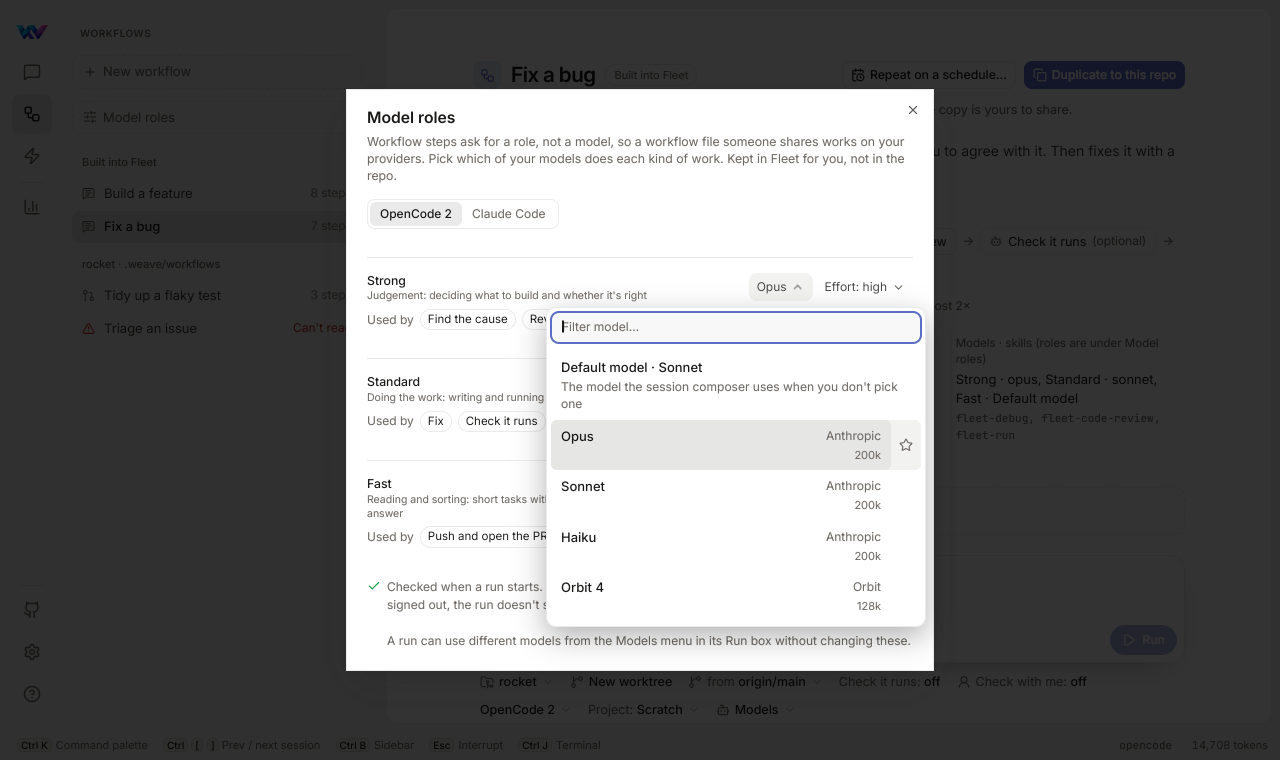 WORKFLOWS
New workflow
Model roles
Built into Fleet
Build a feature
8 step
Fix a bug
7 step
rocket · .weave/workflows
Tidy up a flaky test
3 step
Triage an issue
Can't rea
Fix a bug
Built into Fleet
Repeat on a schedule...
Duplicate to this repo
copy is yours to share.
u to agree with it. Then fixes it with a
ew
Check it runs (optional)
ost 2×
Models · skills (roles are under Model
roles)
Strong · opus, Standard · sonnet,
Fast · Default model
fleet-debug, fleet-code-review,
fleet-run
Run
Model roles
Workflow steps ask for a role, not a model, so a workflow file someone shares works on your
providers. Pick which of your models does each kind of work. Kept in Fleet for you, not in the
repo.
OpenCode 2
Claude Code
Strong
Judgement: deciding what to build and whether it's right
Opus
Effort: high
Used by
Find the cause
Rev
Standard
Doing the work: writing and running
Used by
Fix
Check it runs
Fast
Reading and sorting: short tasks with
answer
Used by
Push and open the PR
Checked when a run starts.
signed out, the run doesn't s
A run can use different models from the Models menu in its Run box without changing these.
Filter model...
Default model · Sonnet
The model the session composer uses when you don't pick
one
Opus
Anthropic
200k
Sonnet
Anthropic
200k
Haiku
Anthropic
200k
Orbit 4
Orbit
128k
rocket
New worktree
from origin/main
Check it runs: off
Check with me: off
OpenCode 2
Project: Scratch
Models
Ctrl K Command palette
Ctrl [ ] Prev / next session
Ctrl B Sidebar
Esc Interrupt
Ctrl J Terminal
opencode
14,708 tokens